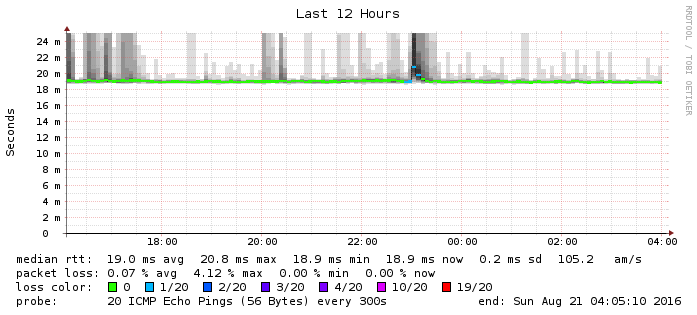 Last 12 Hours
RRDTOOL / TOBI OETIKER
Seconds
24 m
22 m
20 m
18 m
16 m
14 m
12 m
10 m
8 m
6 m
4 m
2 m
0
18:00 20:00 22:00 00:00 02:00 04:00
median rtt: 19.0 ms avg 20.8 ms max 18.9 ms min 18.9 ms now 0.2 ms sd 105.2 am/s
packet loss: 0.07 % avg 4.12 % max 0.00 % min 0.00 % now
loss color: 0 1/20 2/20 3/20 4/20 10/20 19/20
probe: 20 ICMP Echo Pings (56 Bytes) every 300s end: Sun Aug 21 04:05:10 2016